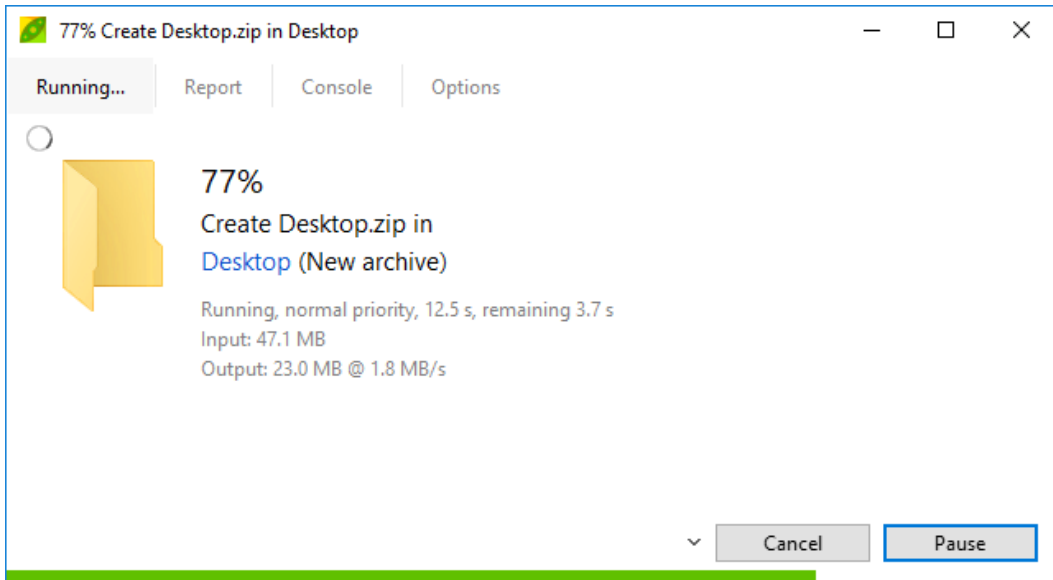 77% Create Desktop.zip in Desktop
Running... Report Console Options
77%
Create Desktop.zip in
Desktop (New archive)
Running, normal priority, 12.5 s, remaining 3.7 s
Input: 47.1 MB
Output: 23.0 MB @ 1.8 MB/s
Cancel Pause